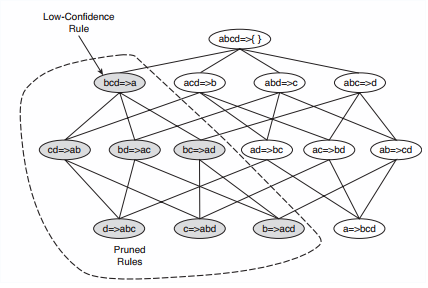 Low-Confidence
Rule
abcd=>{ }
bcd=>a
acd=>b
abd=>c
abc=>d
cd=>ab
bd=>ac
bc=>ad
ad=>bc
ac=>bd
ab=>cd
d=>abc
c=>abd
b=>acd
a=>bcd
Pruned
Rules